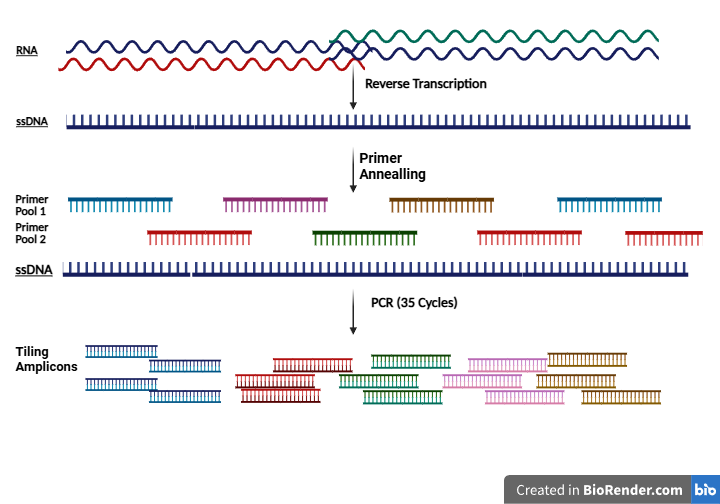 RNA
Reverse Transcription
ssDNA
Primer
Annealling
Primer
Pool 1
Primer
Pool 2
ssDNA
PCR (35 Cycles)
Tiling
Amplicons
Created in BioRender.com bio